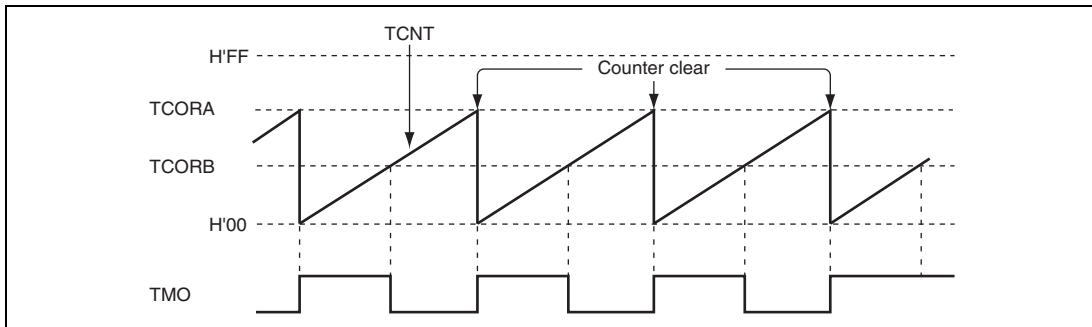 TCNT
H'FF
Counter clear
TCORA
TCORB
H'00
TMO